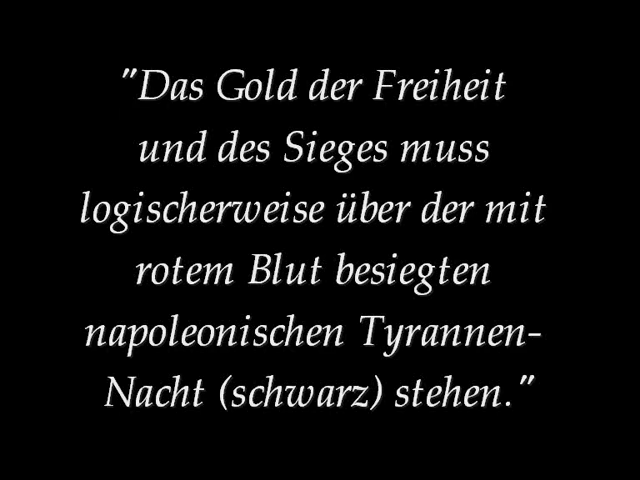 "Das Gold der Freiheit
und des Sieges muss
logischerweise über der mit
rotem Blut besiegten
napoleonischen Tyrannen-
Nacht (schwarz) stehen."